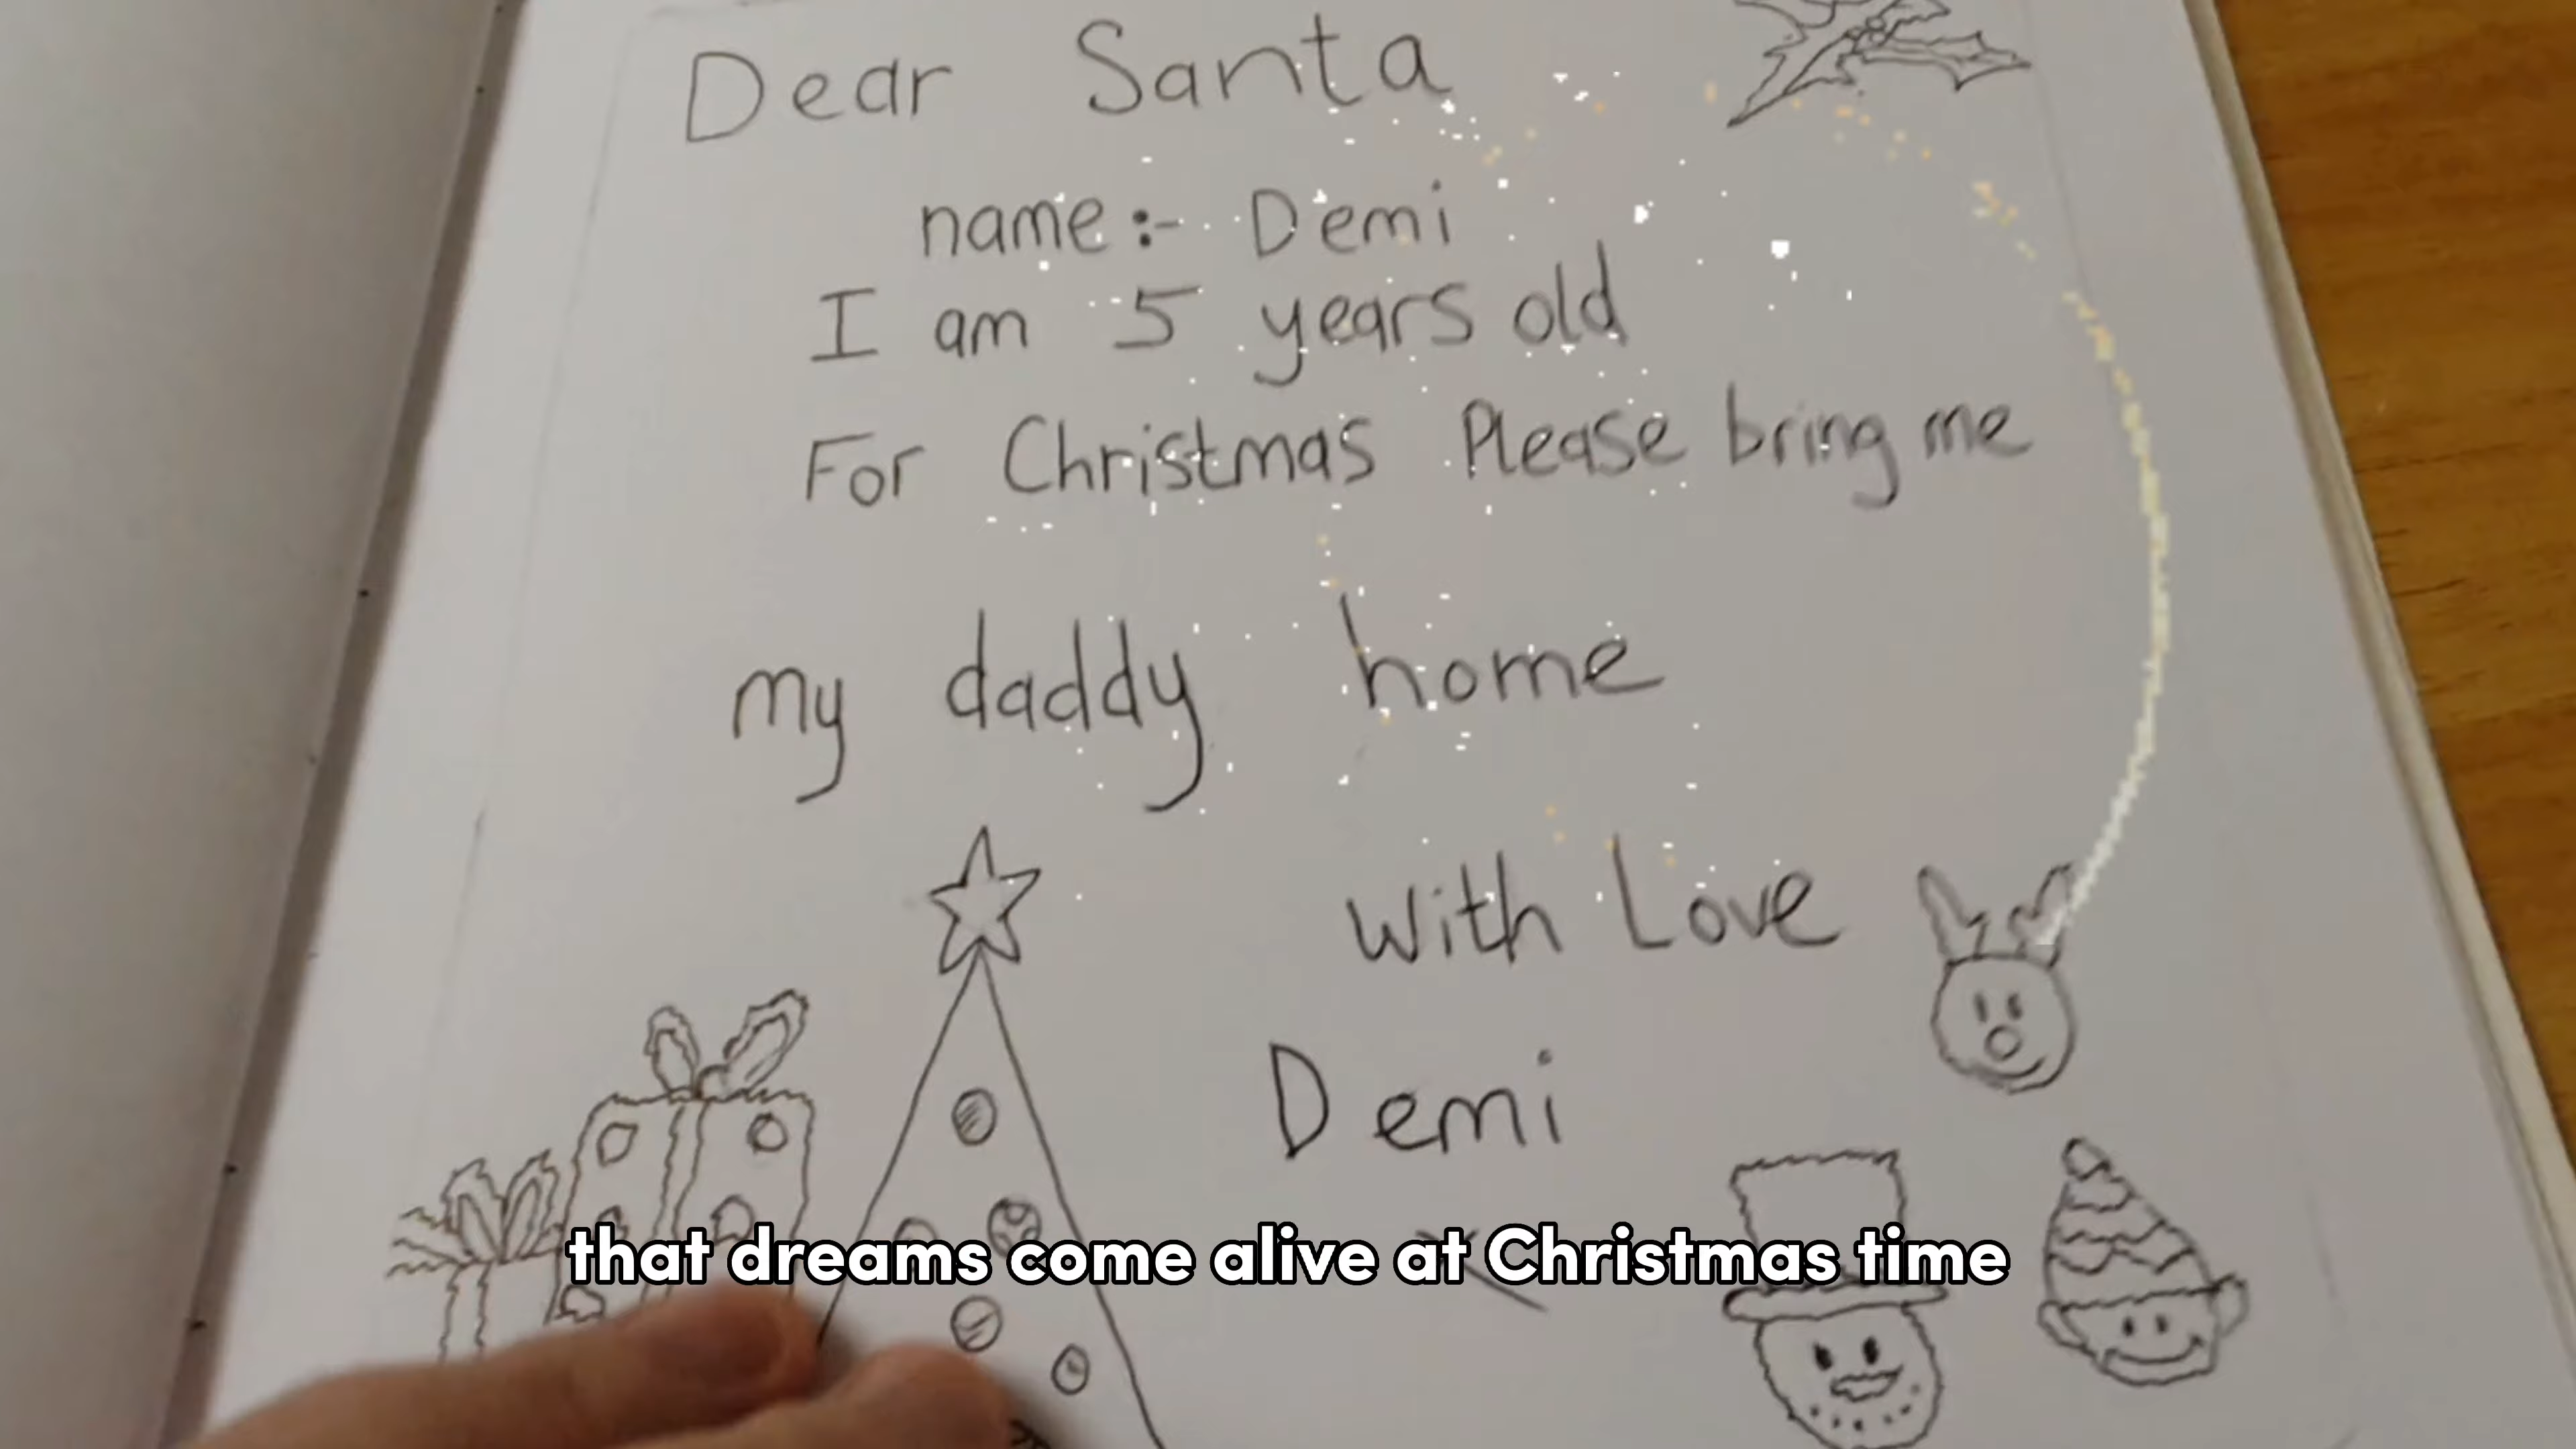 Dear Santa
name:- Demi
I am 5 years old
For Christmas Please bring me
my daddy home
With Love
Demi
that dreams come alive at Christmas time